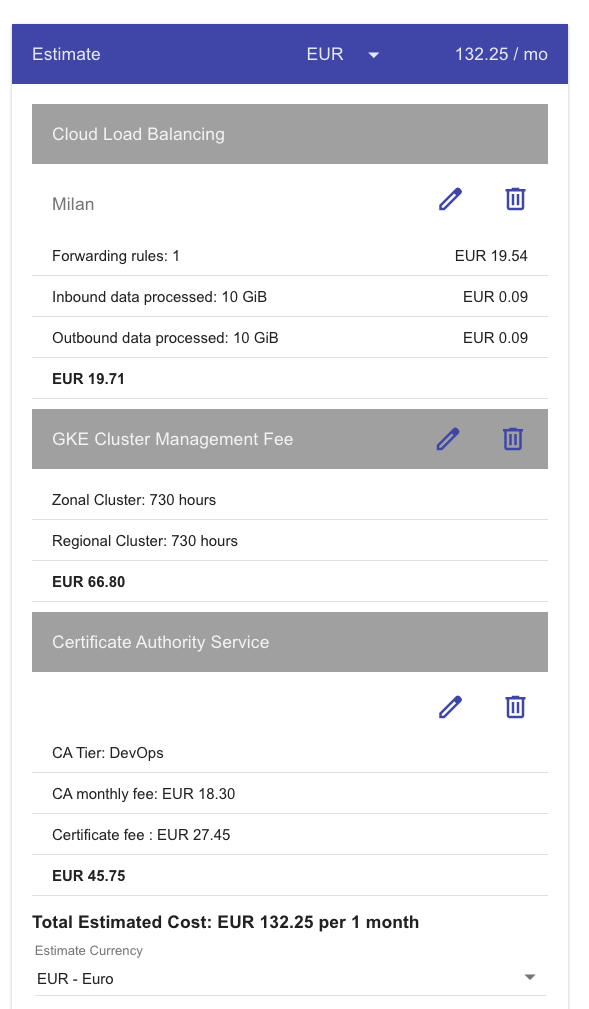 Estimate EUR 132.25 / mo
Cloud Load Balancing
Milan
Forwarding rules: 1 EUR 19.54
Inbound data processed: 10 GiB EUR 0.09
Outbound data processed: 10 GiB EUR 0.09
EUR 19.71
GKE Cluster Management Fee
Zonal Cluster: 730 hours
Regional Cluster: 730 hours
EUR 66.80
Certificate Authority Service
CA Tier: DevOps
CA monthly fee: EUR 18.30
Certificate fee : EUR 27.45
EUR 45.75
Total Estimated Cost: EUR 132.25 per 1 month
Estimate Currency
EUR - Euro